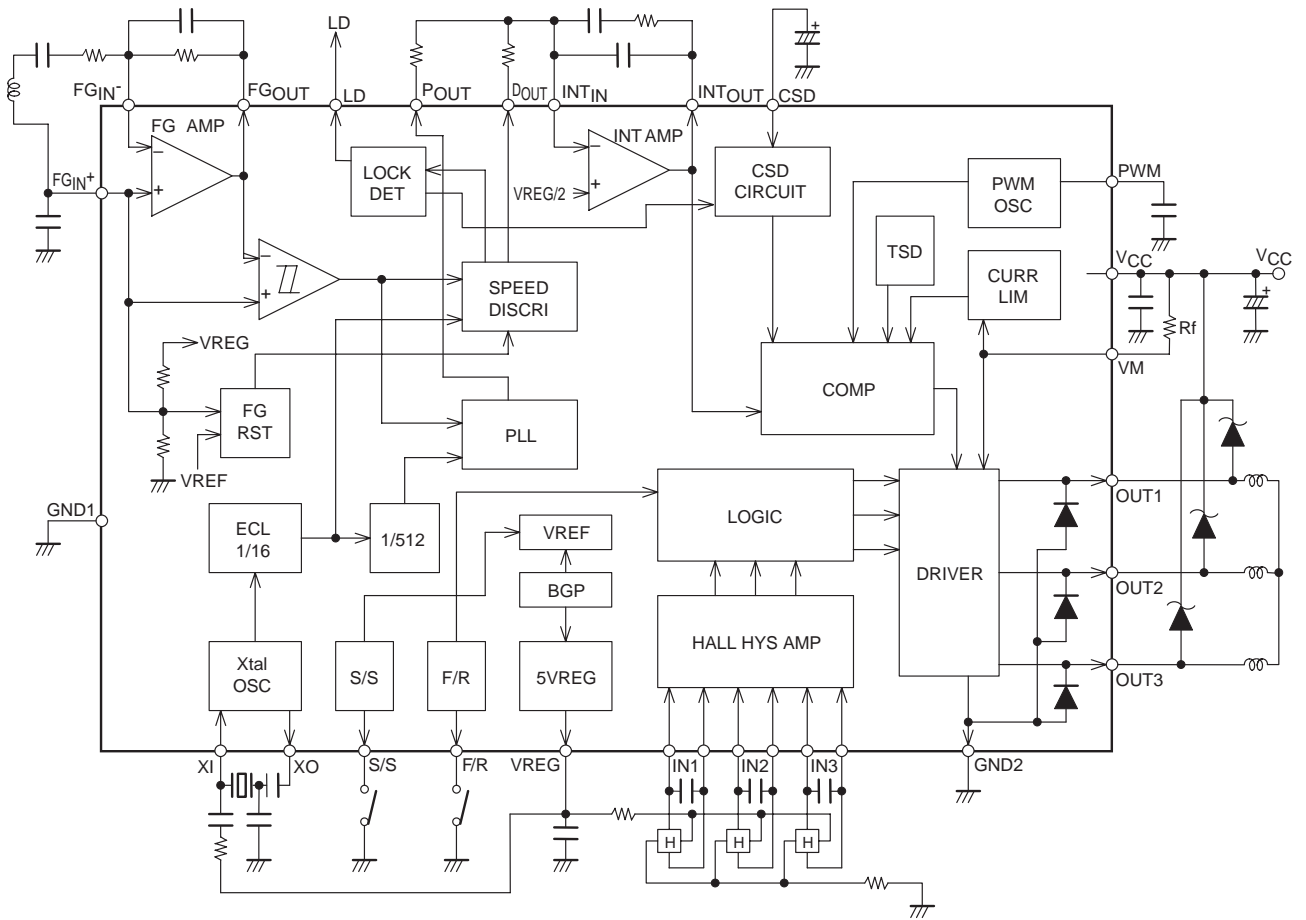 LD
+
FGIN-
FGOUT
LD
POUT
DOUT
INTIN
INTOUT
CSD
FG AMP
−
+
LOCK
DET
INT AMP
−
+
VREG/2
CSD
CIRCUIT
PWM
OSC
PWM
FGIN+
TSD
CURR
LIM
VCC
VCC
+
Rf
VM
−
+
SPEED
DISCRI
VREG
COMP
FG
RST
VREF
PLL
GND1
ECL
1/16
1/512
VREF
BGP
LOGIC
DRIVER
OUT1
OUT2
OUT3
Xtal
OSC
S/S
F/R
5VREG
HALL HYS AMP
XI
XO
S/S
F/R
VREG
IN1
IN2
IN3
GND2
H
H
H